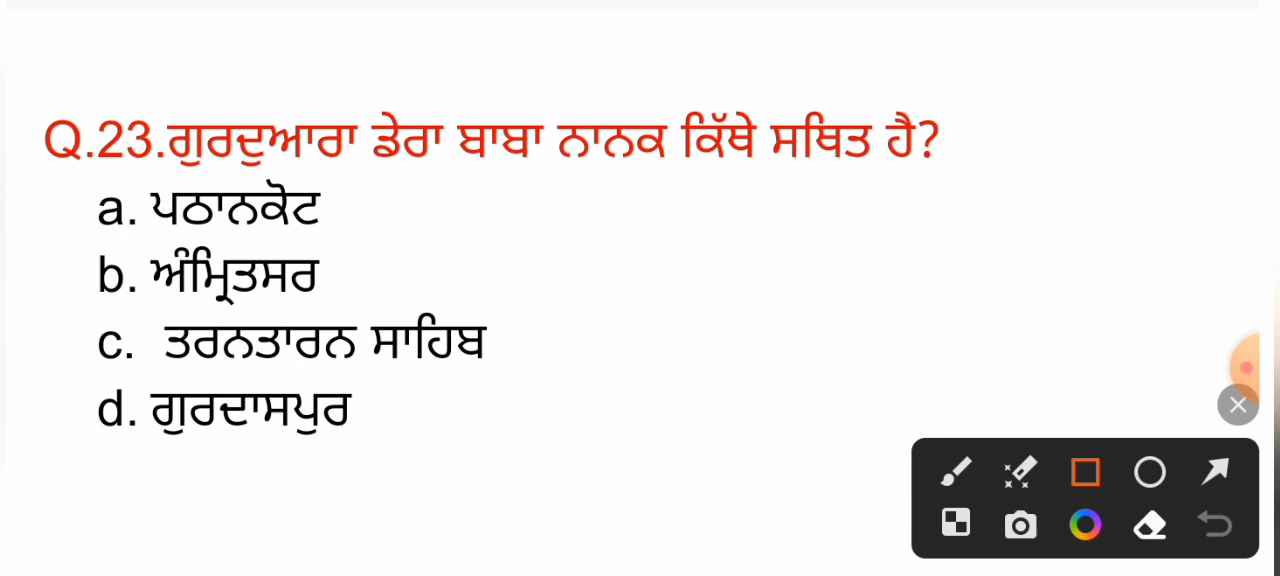 Q.23.ਗੁਰਦੁਆਰਾ ਡੇਰਾ ਬਾਬਾ ਨਾਨਕ ਕਿੱਥੇ ਸਥਿਤ ਹੈ?
a. ਪਠਾਨਕੋਟ
b. ਅੰਮ੍ਰਿਤਸਰ
c. ਤਰਨਤਾਰਨ ਸਾਹਿਬ
d. ਗੁਰਦਾਸਪੁਰ